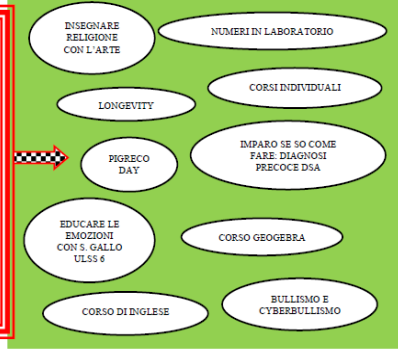 INSEGNARE
RELIGIONE
CON L'ARTE
NUMERI IN LABORATORIO
LONGEVITY
CORSI INDIVIDUALI
PIGRECO
DAY
IMPARO SE SO COME
FARE: DIAGNOSI
PRECOCE DSA
EDUCARE LE
EMOZIONI
CON S. GALLO
ULSS 6
CORSO GEOGEBRA
CORSO DI INGLESE
BULLISMO E
CYBERBULLISMO